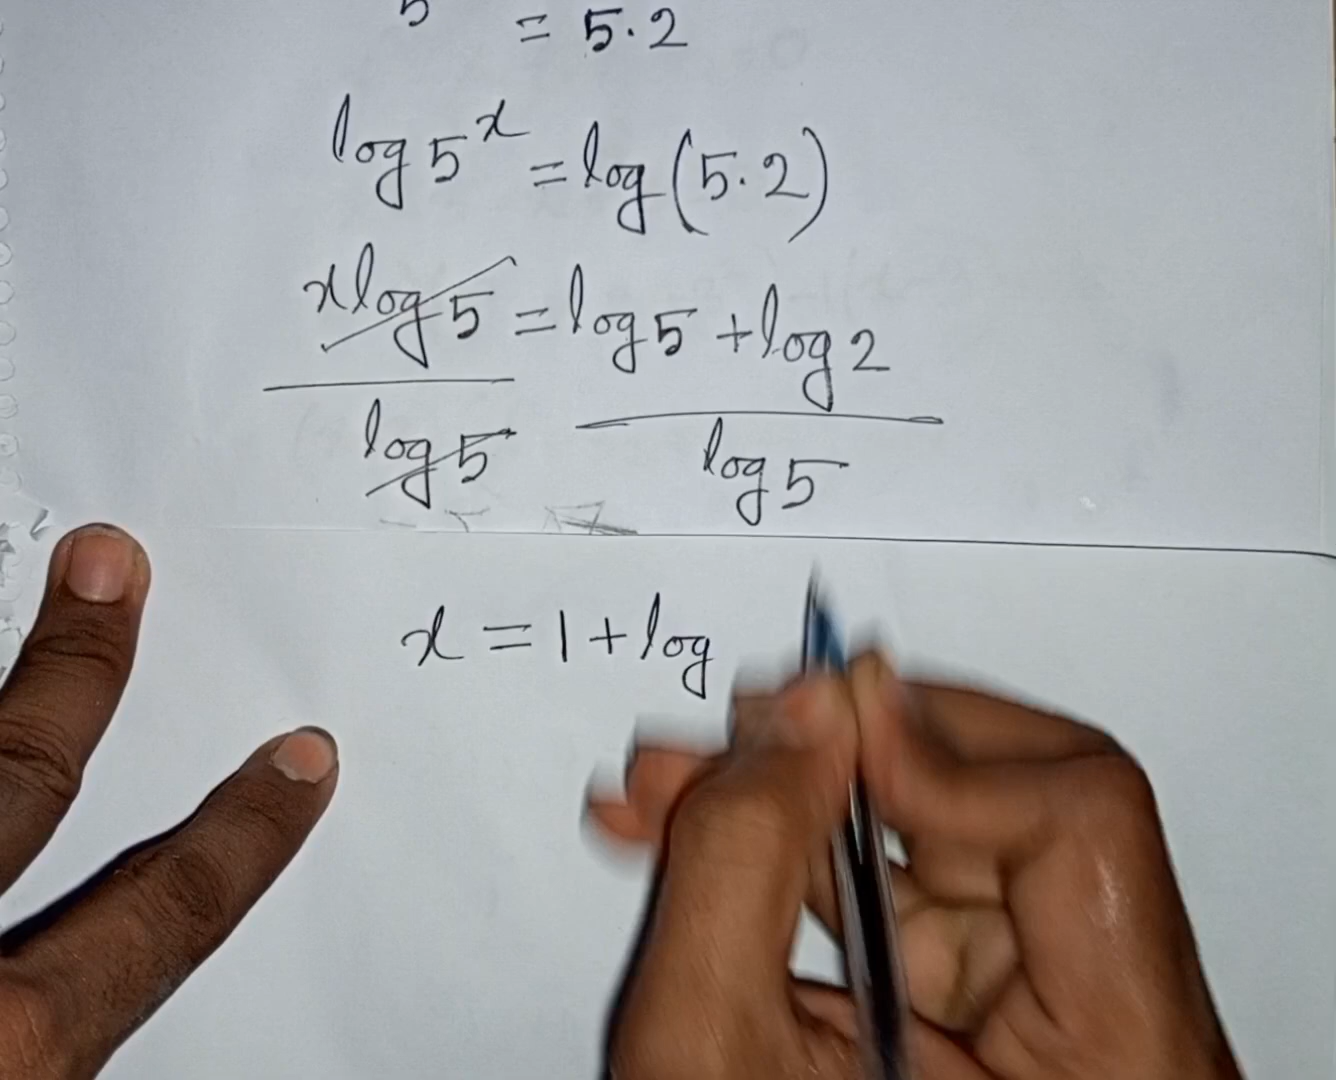 5 = 5.2
log 5^x = log (5.2)
x log 5 = log 5 + log 2
log 5 log 5
x = 1 + log